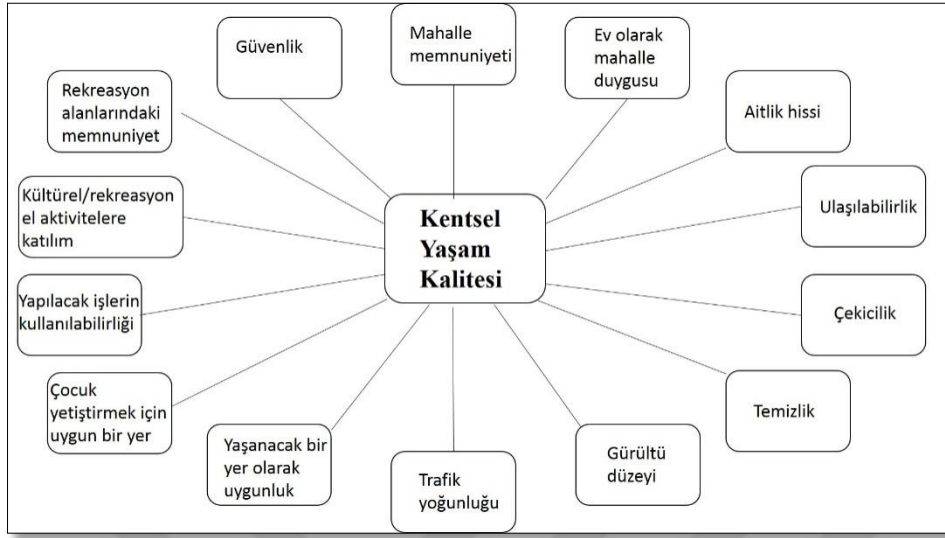 Güvenlik
Mahalle
memnuniyeti
Ev olarak
mahalle
duygusu
Rekreasyon
alanlarındaki
memnuniyet
Aitlik hissi
Kültürel/rekreasyon
el aktivitelere
katılım
Kentsel
Yaşam
Kalitesi
Ulaşılabilirlik
Yapılacak işlerin
kullanılabilirliği
Çekicilik
Çocuk
yetiştirmek için
uygun bir yer
Temizlik
Yaşanacak bir
yer olarak
uygunluk
Trafik
yoğunluğu
Gürültü
düzeyi